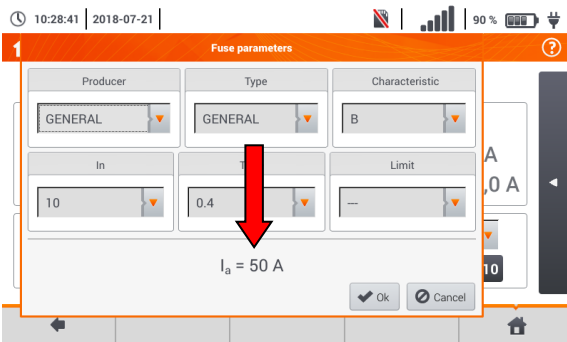 10:28:41 2018-07-21 90 %
1 Fuse parameters ?
Producer Type Characteristic
GENERAL GENERAL B
A
,0 A
In T Limit
10 0.4 ---
Iₐ = 50 A
10
Ok Cancel